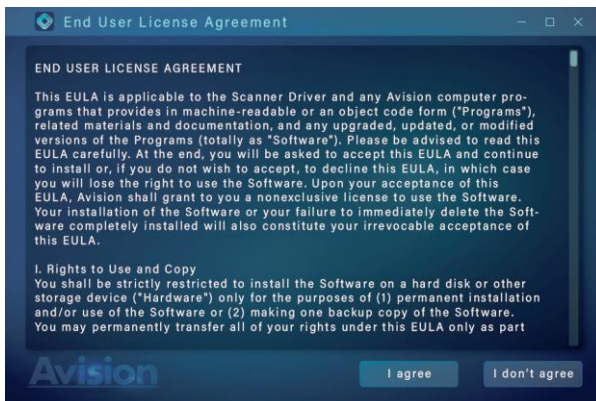 End User License Agreement
END USER LICENSE AGREEMENT
This EULA is applicable to the Scanner Driver and any Avision computer pro-
grams that provides in machine-readable or an object code form ("Programs"),
related materials and documentation, and any upgraded, updated, or modified
versions of the Programs (totally as "Software"). Please be advised to read this
EULA carefully. At the end, you will be asked to accept this EULA and continue
to install or, if you do not wish to accept, to decline this EULA, in which case
you will lose the right to use the Software. Upon your acceptance of this
EULA, Avision shall grant to you a nonexclusive license to use the Software.
Your installation of the Software or your failure to immediately delete the Soft-
ware completely installed will also constitute your irrevocable acceptance of
this EULA.
I. Rights to Use and Copy
You shall be strictly restricted to install the Software on a hard disk or other
storage device ("Hardware") only for the purposes of (1) permanent installation
and/or use of the Software or (2) making one backup copy of the Software.
You may permanently transfer all of your rights under this EULA only as part
Avision
I agree
I don't agree